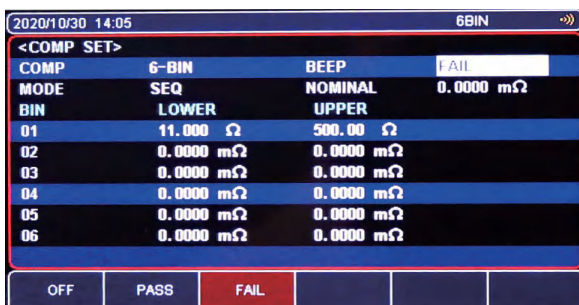 2020/10/30 14:05 6BIN
<COMP SET>
COMP 6-BIN BEEP FAIL
MODE SEQ NOMINAL 0.0000 mΩ
BIN LOWER UPPER
01 11.000 Ω 500.00 Ω
02 0.0000 mΩ 0.0000 mΩ
03 0.0000 mΩ 0.0000 mΩ
04 0.0000 mΩ 0.0000 mΩ
05 0.0000 mΩ 0.0000 mΩ
06 0.0000 mΩ 0.0000 mΩ
OFF PASS FAIL